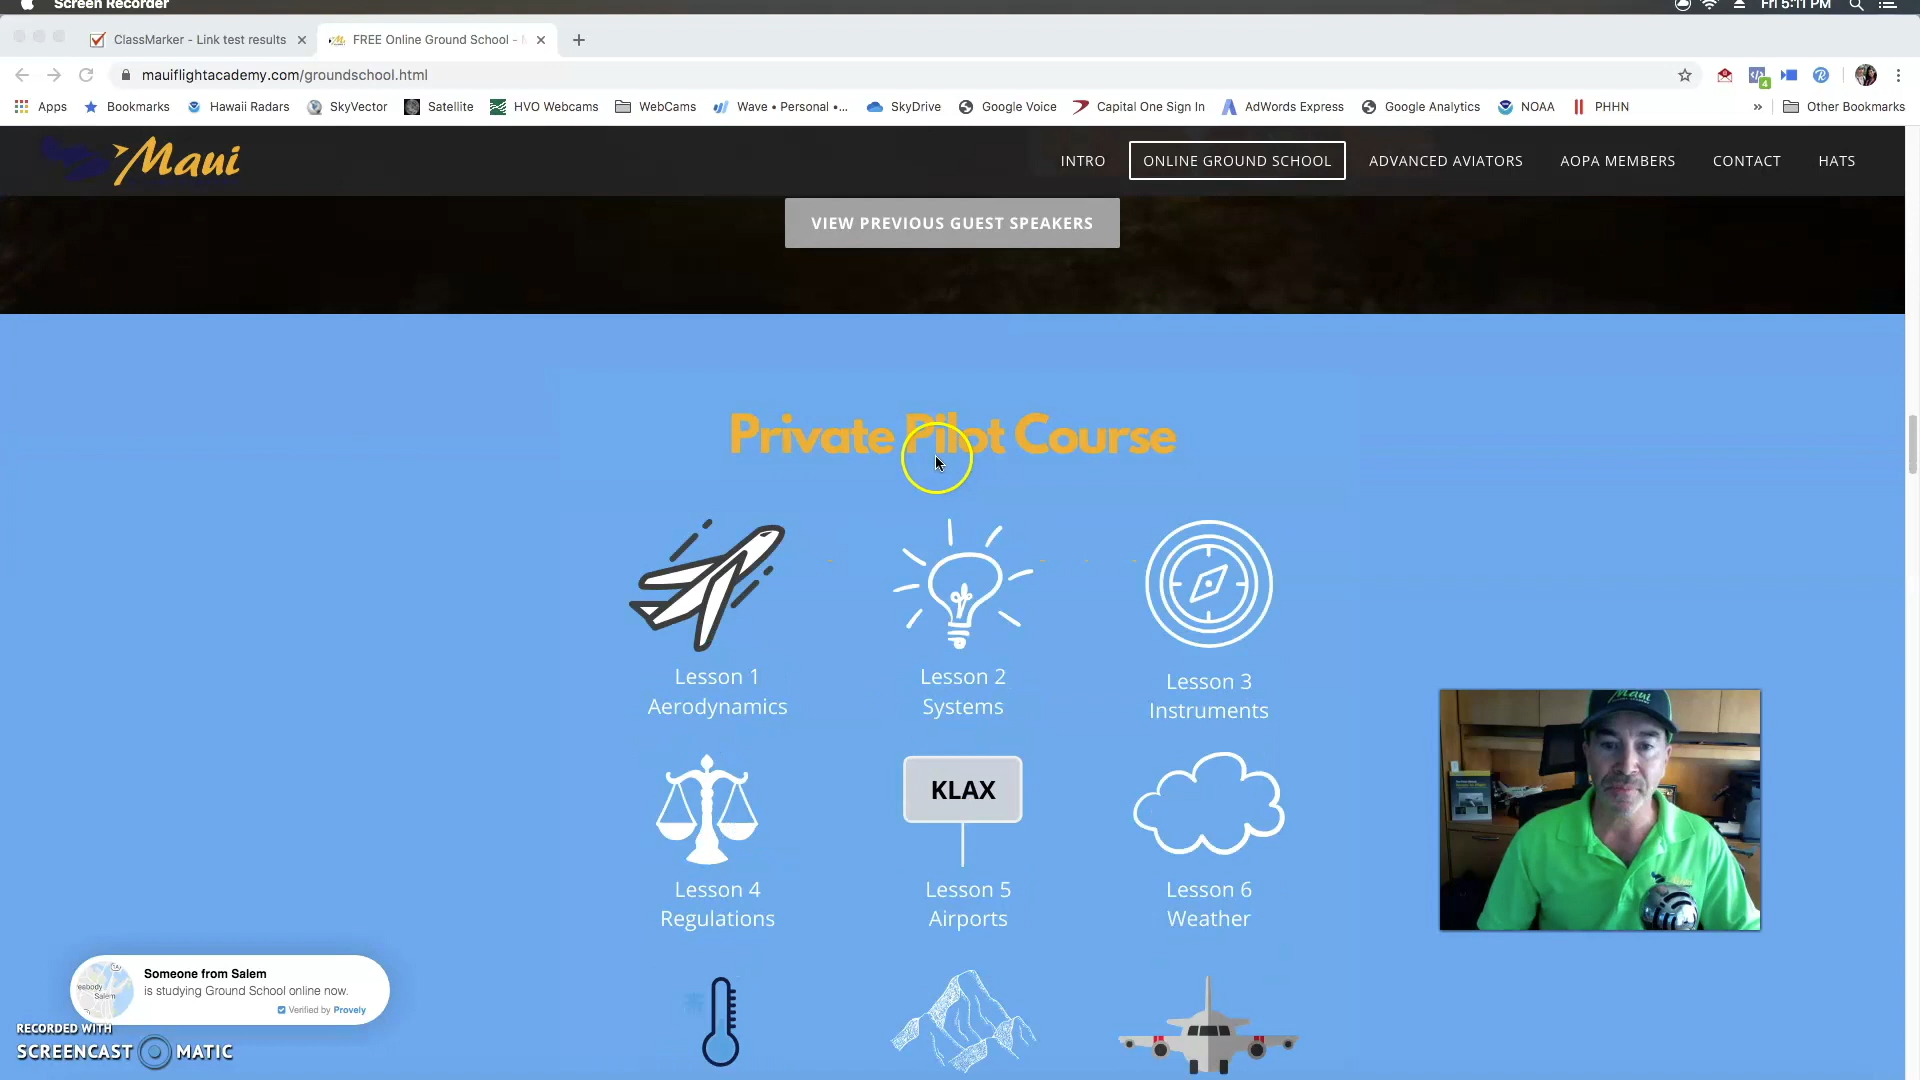 Screen Recorder
Fri 5:11 PM
ClassMarker - Link test results
FREE Online Ground School -
mauiflightacademy.com/groundschool.html
Apps
Bookmarks
Hawaii Radars
SkyVector
Satellite
HVO Webcams
WebCams
Wave • Personal •...
SkyDrive
Google Voice
Capital One Sign In
AdWords Express
Google Analytics
NOAA
PHHN
»
Other Bookmarks
Maui
INTRO
ONLINE GROUND SCHOOL
ADVANCED AVIATORS
AOPA MEMBERS
CONTACT
HATS
VIEW PREVIOUS GUEST SPEAKERS
Private Pilot Course
Lesson 1
Aerodynamics
Lesson 2
Systems
Lesson 3
Instruments
Lesson 4
Regulations
KLAX
Lesson 5
Airports
Lesson 6
Weather
Maui
Someone from Salem
is studying Ground School online now.
Verified by Provely
Salem
RECORDED WITH
SCREENCAST MATIC